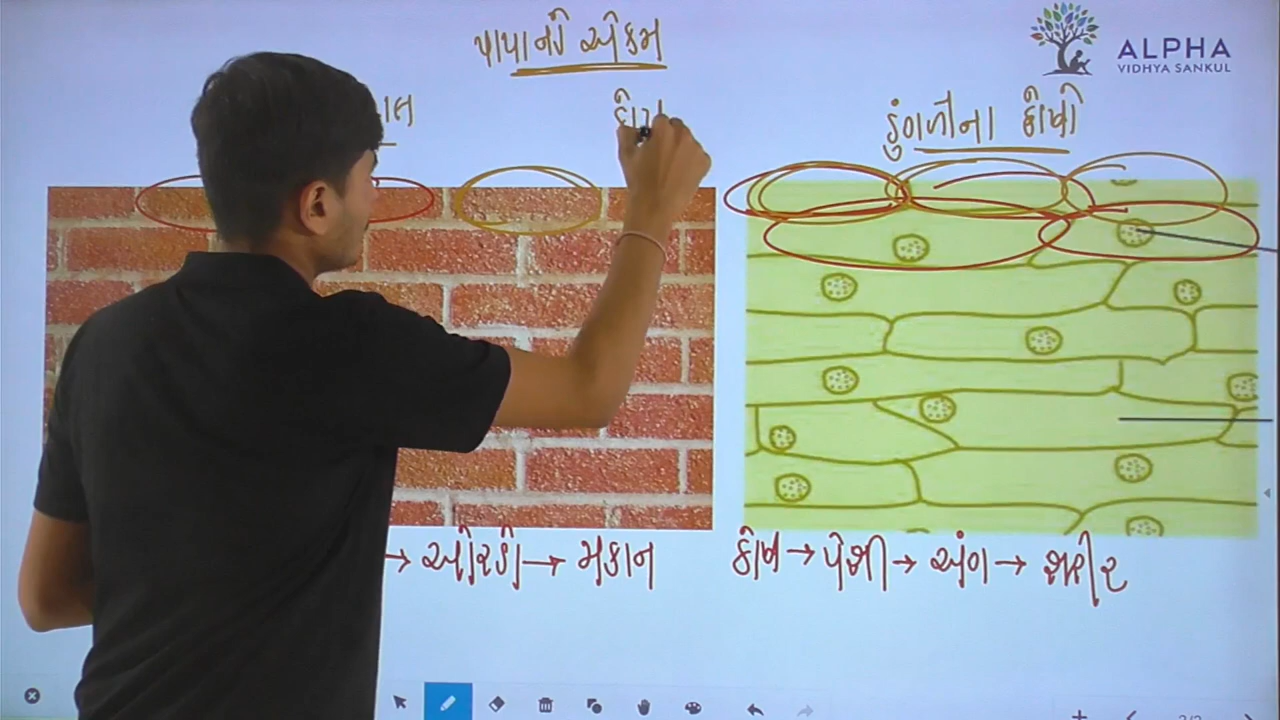 પાયાનો એકમ
ALPHA
VIDHYA SANKUL
ડુંગળીના કોષો
→ ઓરડો → મકાન
કોષ → પેશી → અંગ → શરીર